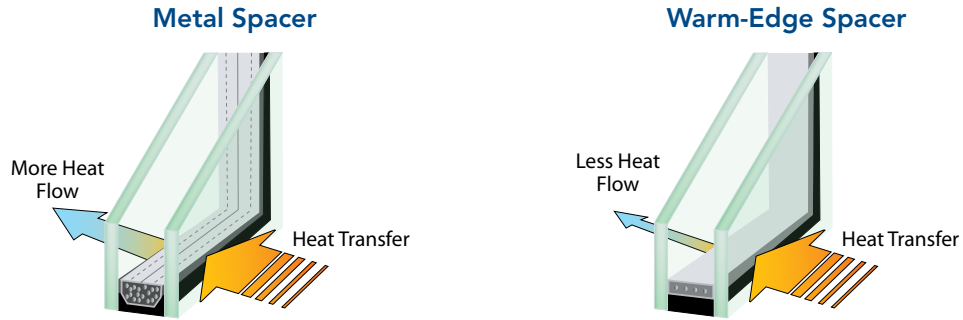 Metal Spacer
More Heat
Flow
Heat Transfer
Warm-Edge Spacer
Less Heat
Flow
Heat Transfer